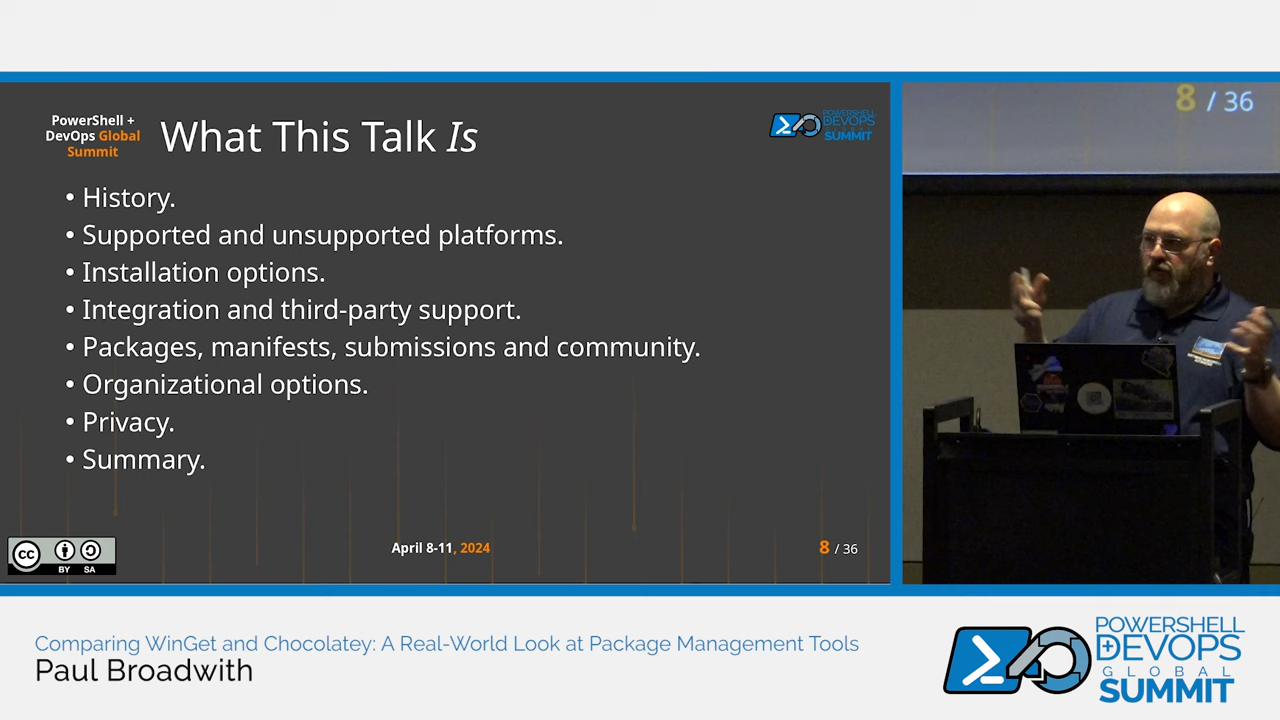 PowerShell +
DevOps Global
Summit
What This Talk Is
POWERSHELL
DEVOPS
GLOBAL
SUMMIT
• History.
• Supported and unsupported platforms.
• Installation options.
• Integration and third-party support.
• Packages, manifests, submissions and community.
• Organizational options.
• Privacy.
• Summary.
CC BY SA
April 8-11, 2024
8 / 36
8 / 36
Comparing WinGet and Chocolatey: A Real-World Look at Package Management Tools
Paul Broadwith
POWERSHELL
DEVOPS
GLOBAL
SUMMIT